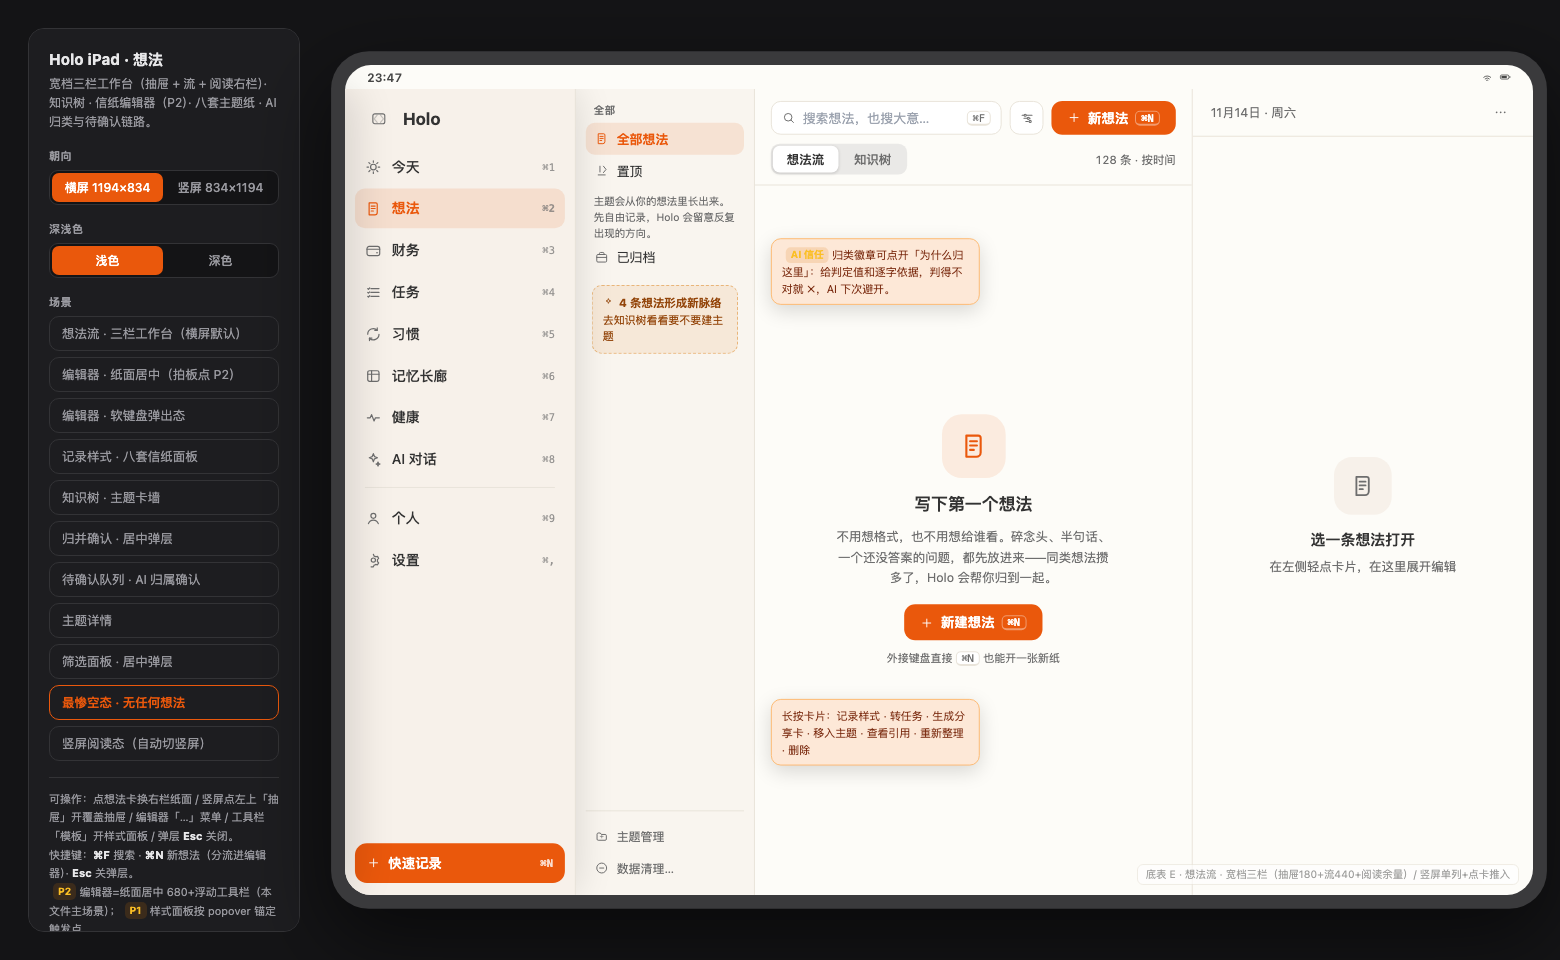 Holo iPad · 想法
宽档三栏工作台（抽屉 + 流 + 阅读右栏）·
知识树 · 信纸编辑器（P2）· 八套主题纸 · AI
归类与待确认链路。
朝向
横屏 1194×834
竖屏 834×1194
深浅色
浅色
深色
场景
想法流 · 三栏工作台（横屏默认）
编辑器 · 纸面居中（拍板点 P2）
编辑器 · 软键盘弹出态
记录样式 · 八套信纸面板
知识树 · 主题卡墙
归并确认 · 居中弹层
待确认队列 · AI 归属确认
主题详情
筛选面板 · 居中弹层
最惨空态 · 无任何想法
竖屏阅读态（自动切竖屏）
可操作：点想法卡换右栏纸面 / 竖屏点左上「抽
屉」开覆盖抽屉 / 编辑器「…」菜单 / 工具栏
「模板」开样式面板 / 弹层 Esc 关闭。
快捷键：⌘F 搜索 · ⌘N 新想法（分流进编辑
器）· Esc 关弹层。
P2 编辑器=纸面居中 680+浮动工具栏（本
文件主场景）； P1 样式面板按 popover 锚定
触发点
23:47
Holo
今天 ⌘1
想法 ⌘2
财务 ⌘3
任务 ⌘4
习惯 ⌘5
记忆长廊 ⌘6
健康 ⌘7
AI 对话 ⌘8
个人 ⌘9
设置 ⌘,
快速记录 ⌘N
全部
全部想法
置顶
主题会从你的想法里长出来。
先自由记录，Holo 会留意反复
出现的方向。
已归档
4 条想法形成新脉络
去知识树看看要不要建主
题
主题管理
数据清理…
搜索想法，也搜大意… ⌘F
新想法 ⌘N
想法流
知识树
128 条 · 按时间
AI 信任 归类徽章可点开「为什么归
这里」：给判定值和逐字依据，判得不
对就 ✕，AI 下次避开。
写下第一个想法
不用想格式，也不用想给谁看。碎念头、半句话、
一个还没答案的问题，都先放进来——同类想法攒
多了，Holo 会帮你归到一起。
新建想法 ⌘N
外接键盘直接 ⌘N 也能开一张新纸
长按卡片：记录样式 · 转任务 · 生成分
享卡 · 移入主题 · 查看引用 · 重新整理
· 删除
11月14日 · 周六
…
选一条想法打开
在左侧轻点卡片，在这里展开编辑
底表 E · 想法流 · 宽档三栏（抽屉180+流440+阅读余量）/ 竖屏单列+点卡推入